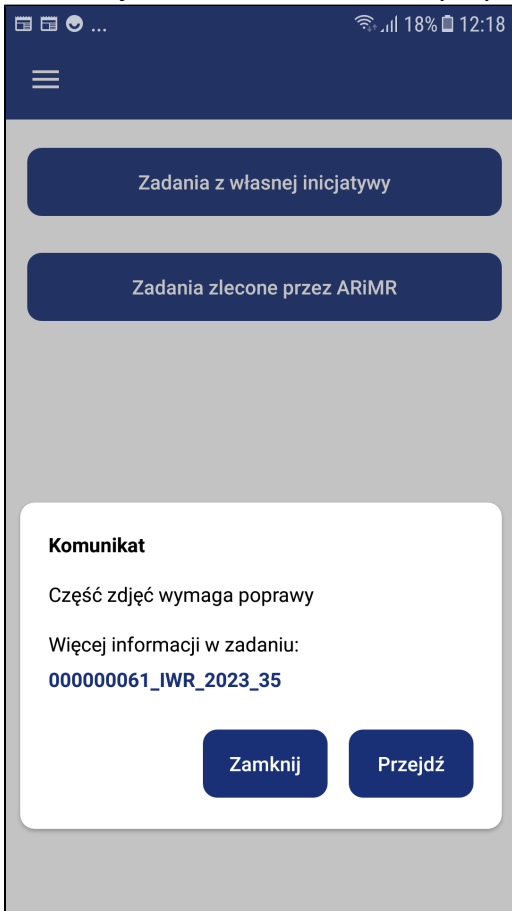 ... 18% 12:18
Zadania z własnej inicjatywy
Zadania zlecone przez ARiMR
Komunikat
Część zdjęć wymaga poprawy
Więcej informacji w zadaniu:
000000061_IWR_2023_35
Zamknij Przejdź